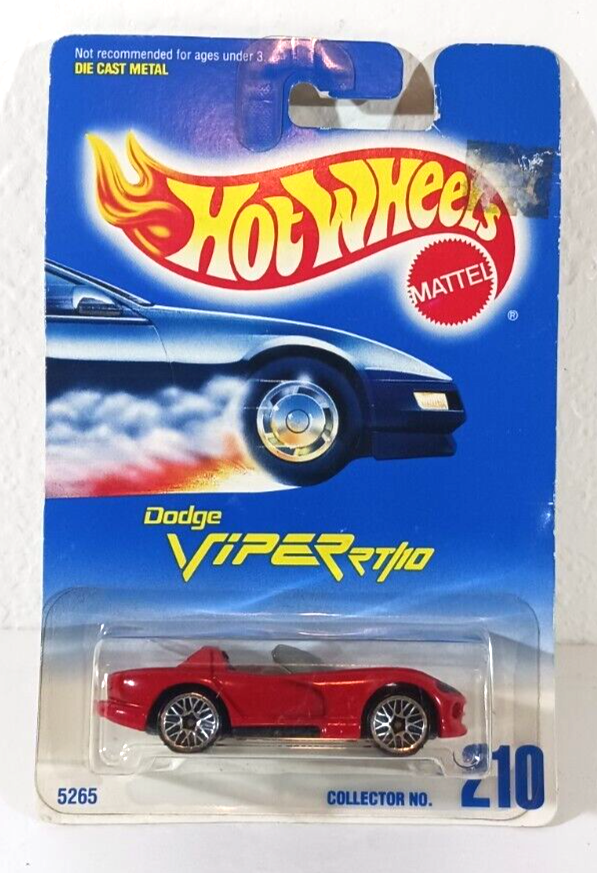 Not recommended for ages under 3.
DIE CAST METAL
HOT WHEELS
MATTEL
®
Dodge
VIPER RT/10
5265
COLLECTOR NO. 210